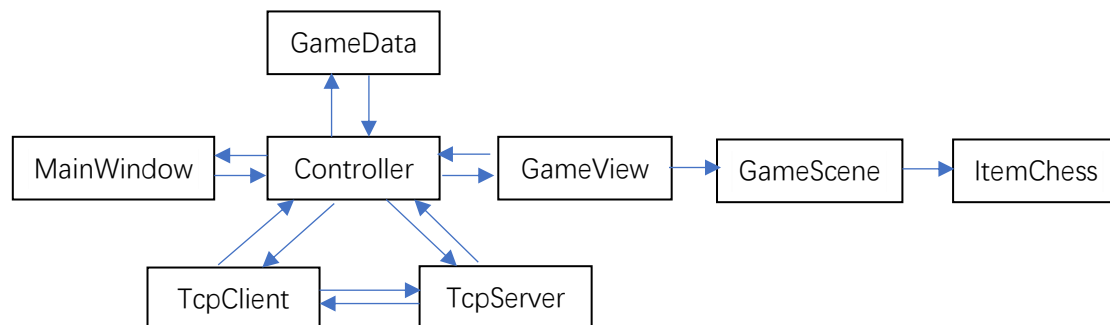 GameData
MainWindow
Controller
GameView
GameScene
ItemChess
TcpClient
TcpServer